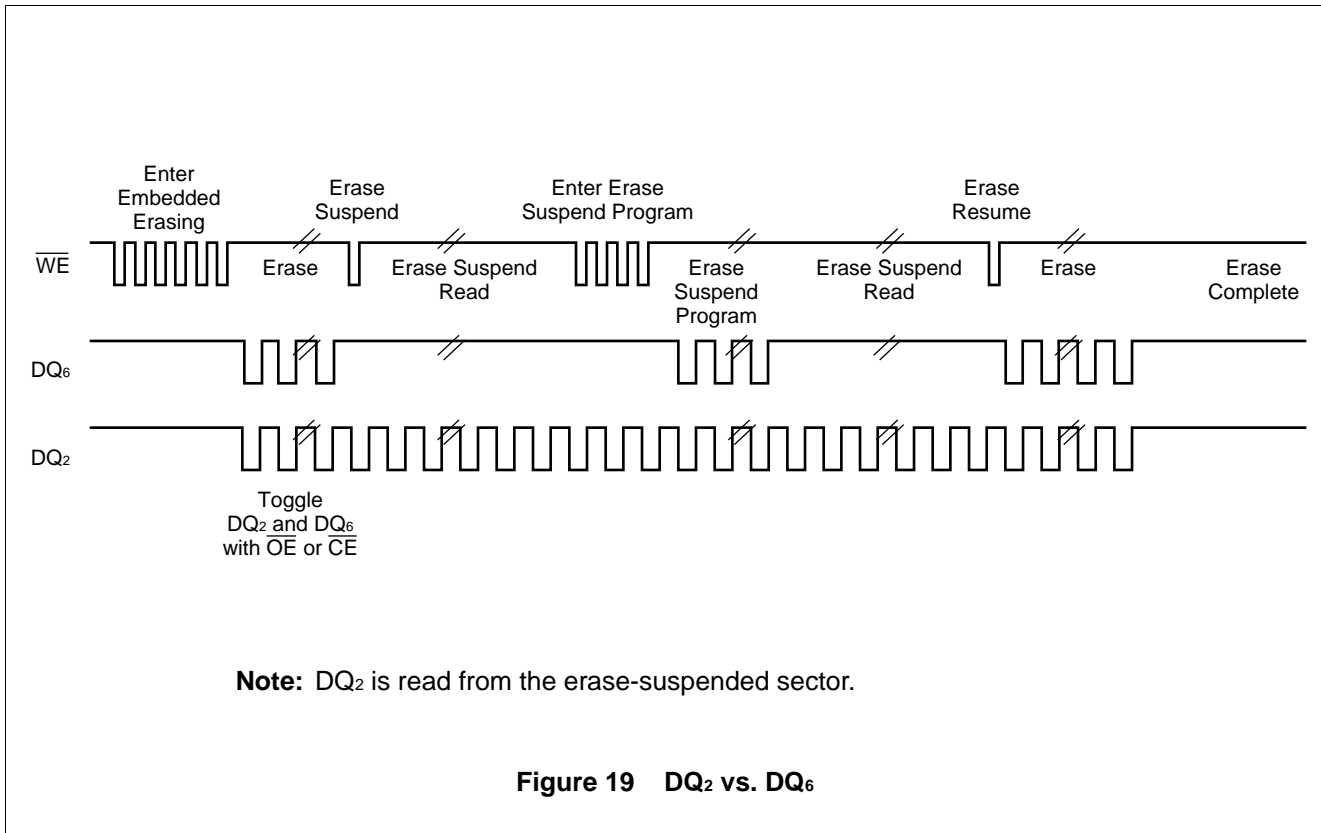 Enter
Embedded
Erasing
Erase
Suspend
Enter Erase
Suspend Program
Erase
Resume
WE
Erase
Erase Suspend
Read
Erase
Suspend
Program
Erase Suspend
Read
Erase
Erase
Complete
DQ6
DQ2
Toggle
DQ2 and DQ6
with OE or CE
Note: DQ2 is read from the erase-suspended sector.
Figure 19 DQ2 vs. DQ6